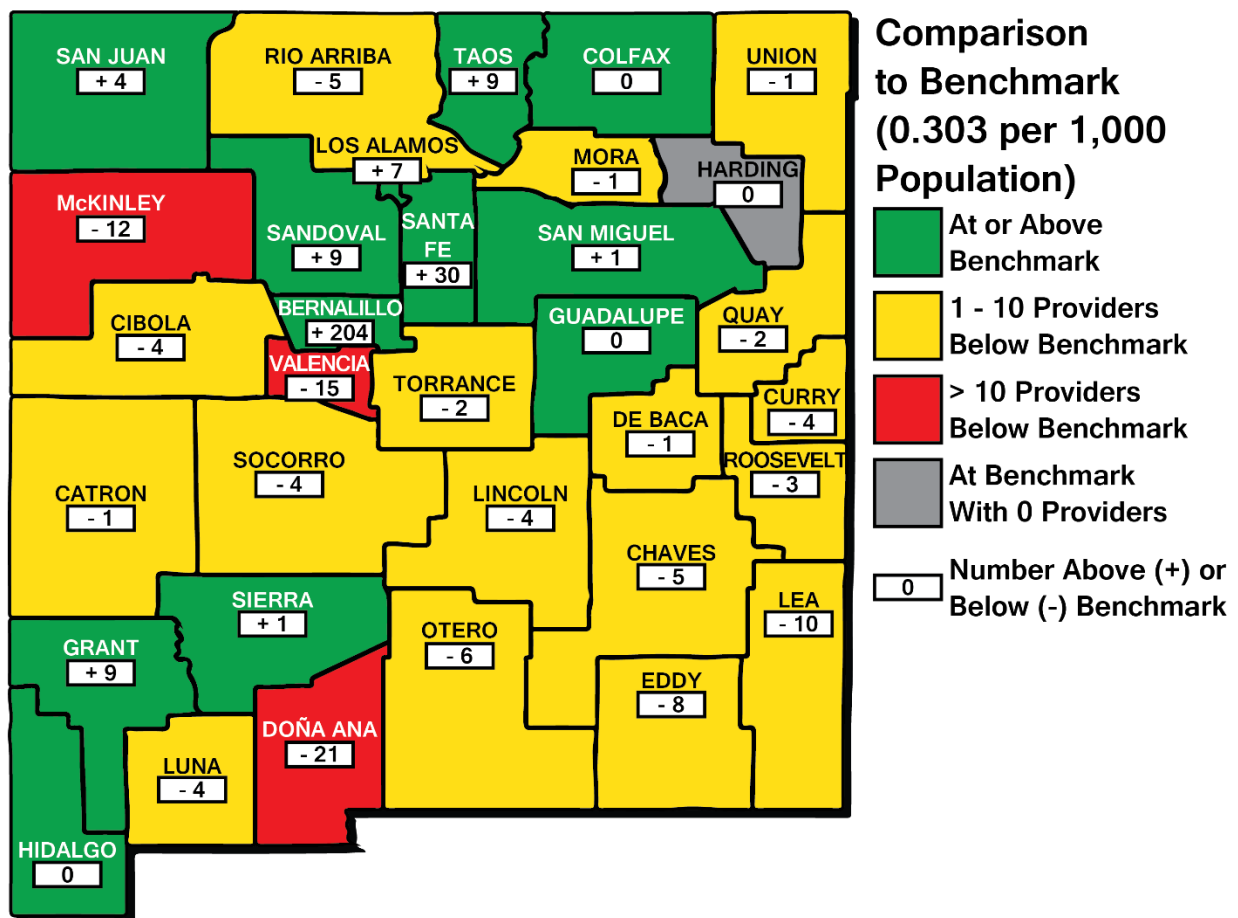 SAN JUAN
+ 4
RIO ARRIBA
- 5
TAOS
+ 9
COLFAX
0
UNION
- 1
LOS ALAMOS
+ 7
MORA
- 1
HARDING
0
McKINLEY
- 12
SANDOVAL
+ 9
SANTA
FE
+ 30
SAN MIGUEL
+ 1
BERNALILLO
+ 204
GUADALUPE
0
QUAY
- 2
CIBOLA
- 4
VALENCIA
- 15
TORRANCE
- 2
CURRY
- 4
DE BACA
- 1
ROOSEVELT
- 3
SOCORRO
- 4
CATRON
- 1
LINCOLN
- 4
CHAVES
- 5
SIERRA
+ 1
LEA
- 10
OTERO
- 6
GRANT
+ 9
EDDY
- 8
DOÑA ANA
- 21
LUNA
- 4
HIDALGO
0
Comparison
to Benchmark
(0.303 per 1,000
Population)
At or Above
Benchmark
1 - 10 Providers
Below Benchmark
> 10 Providers
Below Benchmark
At Benchmark
With 0 Providers
0
Number Above (+) or
Below (-) Benchmark